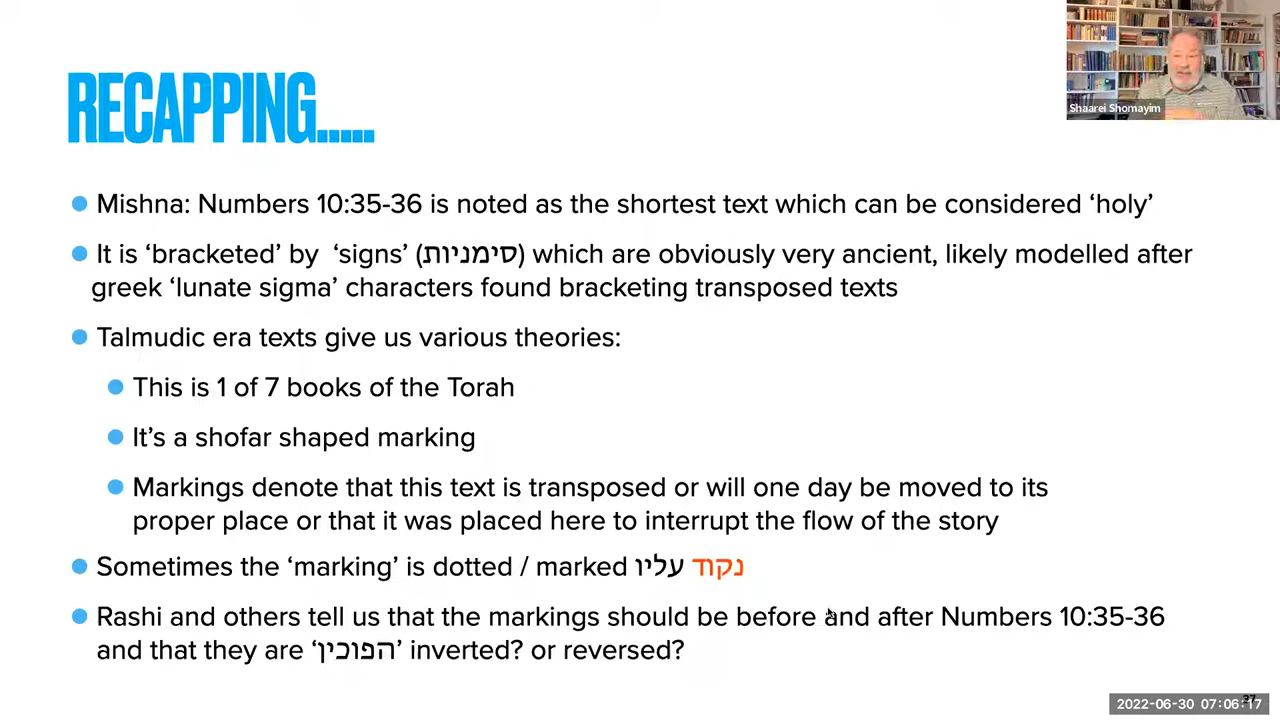 Shaarei Shomayim
RECAPPING.....
Mishna: Numbers 10:35-36 is noted as the shortest text which can be considered ‘holy’
It is ‘bracketed’ by ‘signs’ (סימניות) which are obviously very ancient, likely modelled after
greek ‘lunate sigma’ characters found bracketing transposed texts
Talmudic era texts give us various theories:
This is 1 of 7 books of the Torah
It’s a shofar shaped marking
Markings denote that this text is transposed or will one day be moved to its
proper place or that it was placed here to interrupt the flow of the story
Sometimes the ‘marking’ is dotted / marked נקוד עליו
Rashi and others tell us that the markings should be before and after Numbers 10:35-36
and that they are ‘הפוכין’ inverted? or reversed?
37
2022-06-30 07:06:17